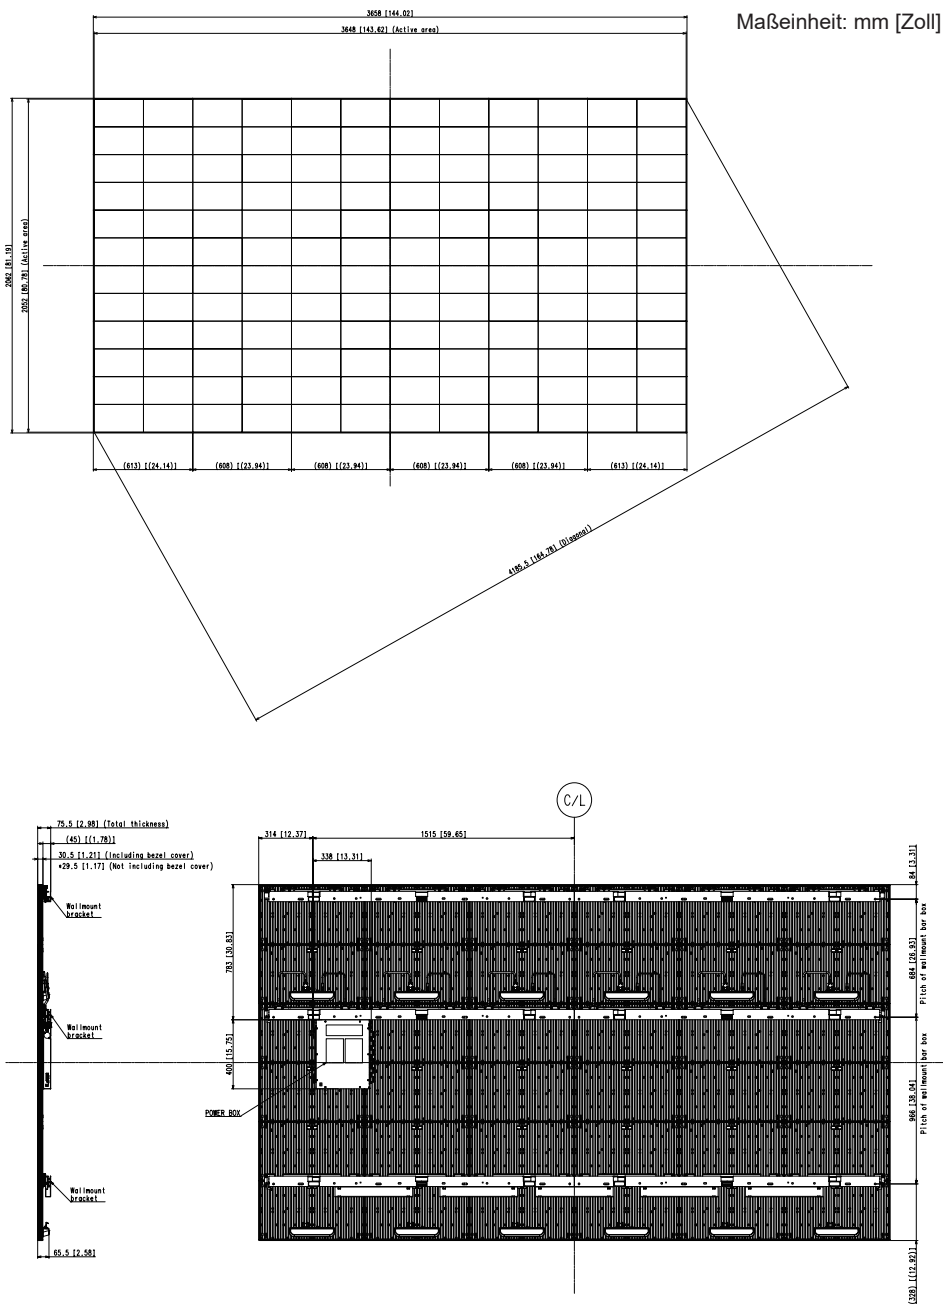 Maßeinheit: mm [Zoll]
3658 [144.02]
3648 [143.62] (Active area)
2062 [81.19]
2052 [80.78] (Active area)
(613) [(24.14)]
(608) [(23.94)]
(608) [(23.94)]
(608) [(23.94)]
(608) [(23.94)]
(613) [(24.14)]
4185.5 [164.78] (Diagonal)
C/L
75.5 [2.98] (Total thickness)
(45) [(1.78)]
30.5 [1.21] (Including bezel cover)
*29.5 [1.17] (Not including bezel cover)
314 [12.37]
1515 [59.65]
338 [13.31]
84 [3.31]
Wallmount
bracket
783 [30.83]
684 [26.93]
Pitch of wallmount bar box
Wallmount
bracket
400 [15.75]
POWER BOX
966 [38.04]
Pitch of wallmount bar box
Wallmount
bracket
65.5 [2.58]
(328) [(12.92)]